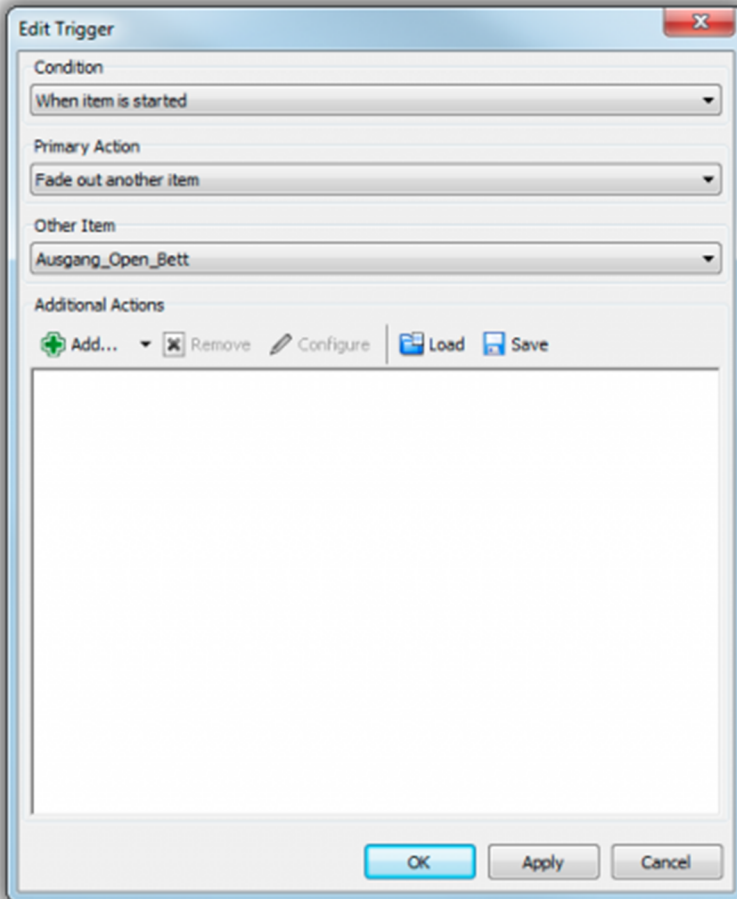 Edit Trigger
Condition
When item is started
Primary Action
Fade out another item
Other Item
Ausgang_Open_Bett
Additional Actions
Add... Remove Configure Load Save
OK Apply Cancel